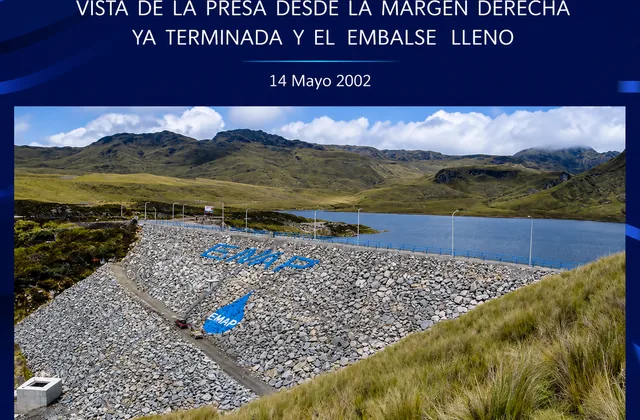 VISTA DE LA PRESA DESDE LA MARGEN DERECHA
YA TERMINADA Y EL EMBALSE LLENO
14 Mayo 2002
EMAP
EMAP